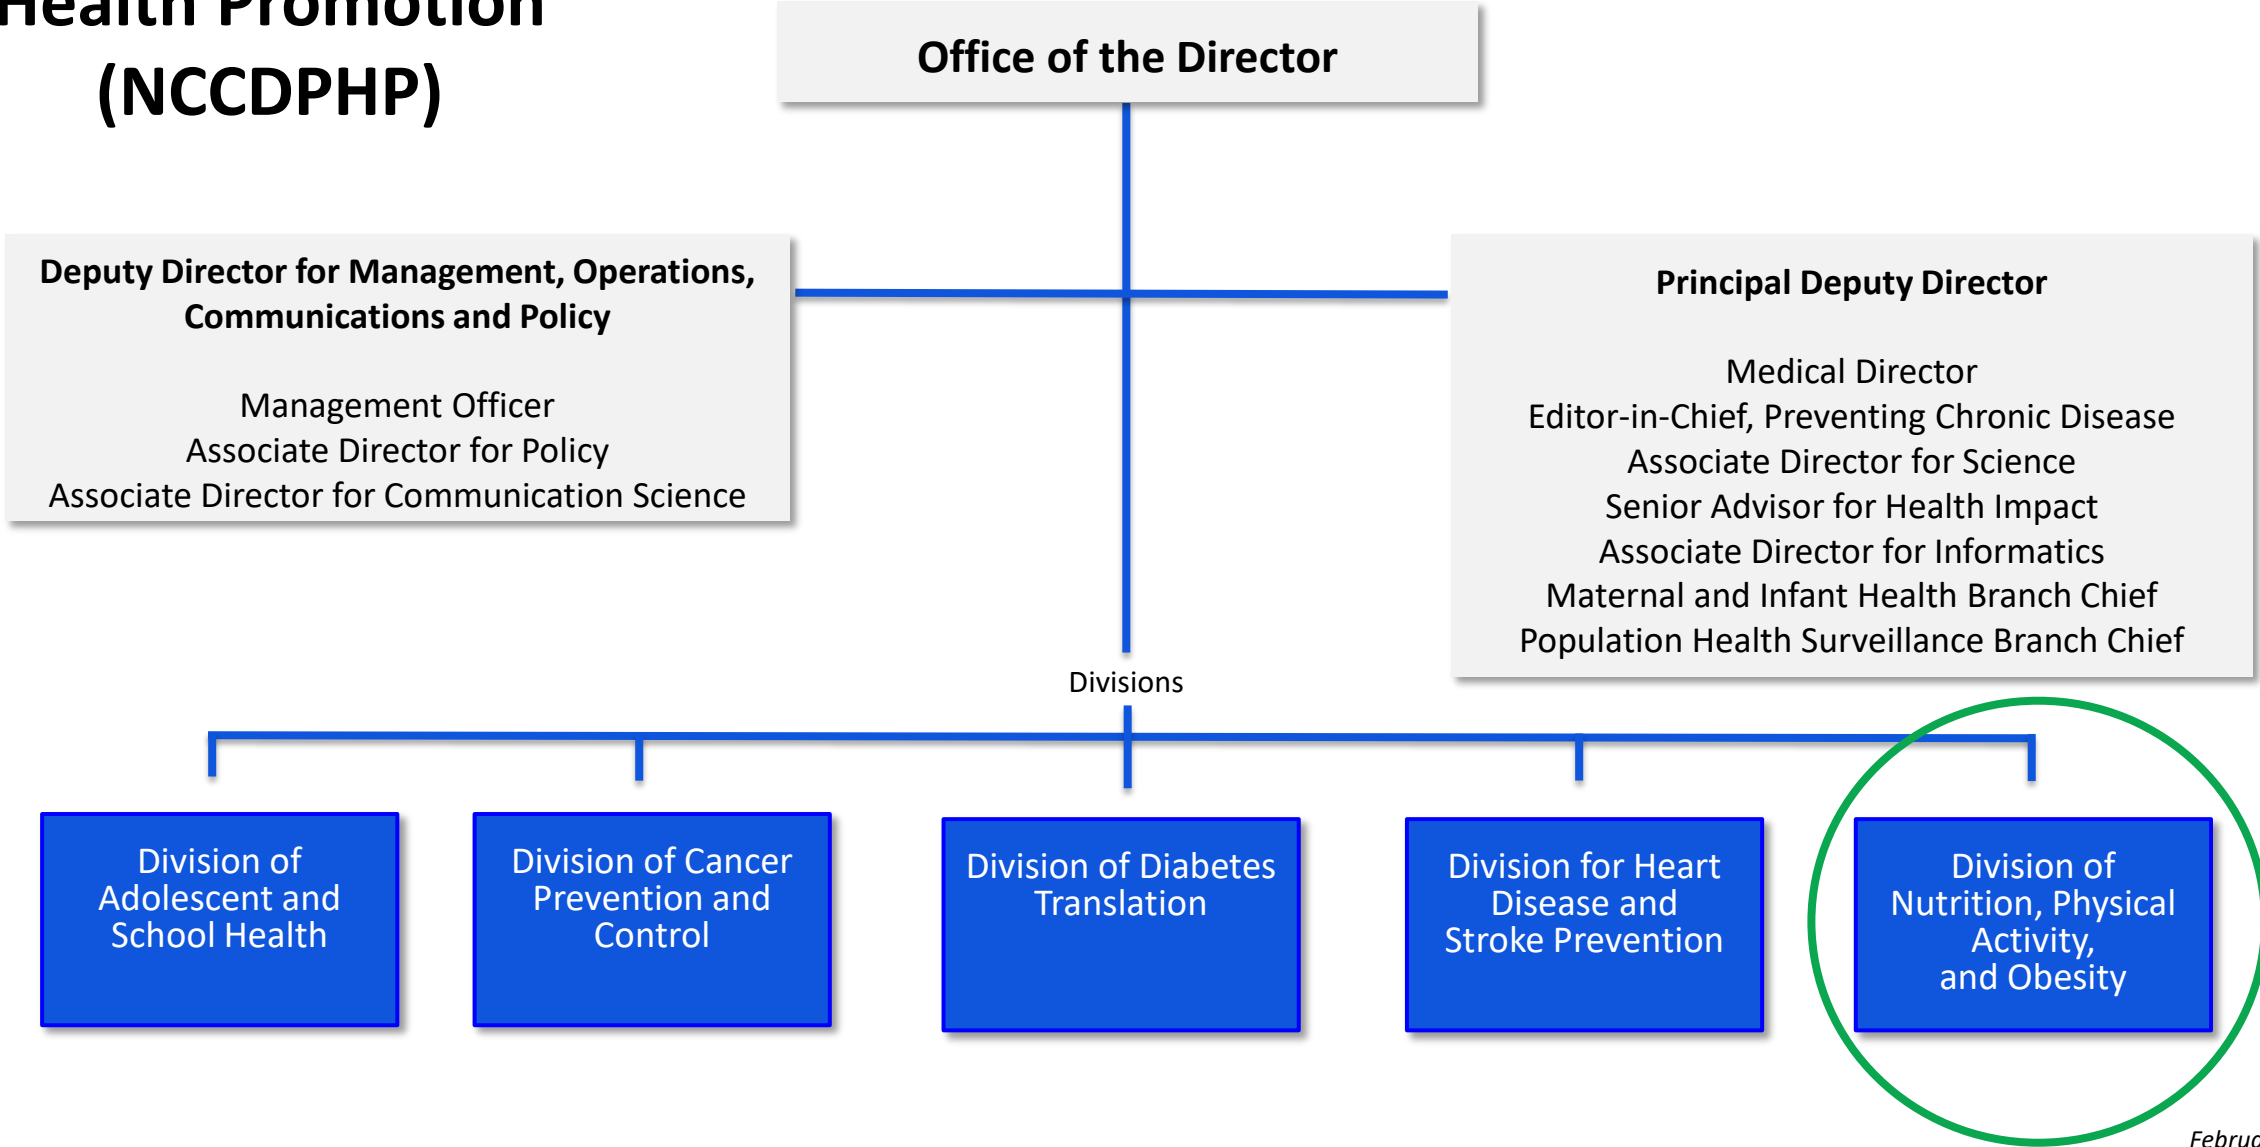 Health Promotion
(NCCDPHP)
Office of the Director
Deputy Director for Management, Operations,
Communications and Policy
Management Officer
Associate Director for Policy
Associate Director for Communication Science
Principal Deputy Director
Medical Director
Editor-in-Chief, Preventing Chronic Disease
Associate Director for Science
Senior Advisor for Health Impact
Associate Director for Informatics
Maternal and Infant Health Branch Chief
Population Health Surveillance Branch Chief
Divisions
Division of
Adolescent and
School Health
Division of Cancer
Prevention and
Control
Division of Diabetes
Translation
Division for Heart
Disease and
Stroke Prevention
Division of
Nutrition, Physical
Activity,
and Obesity